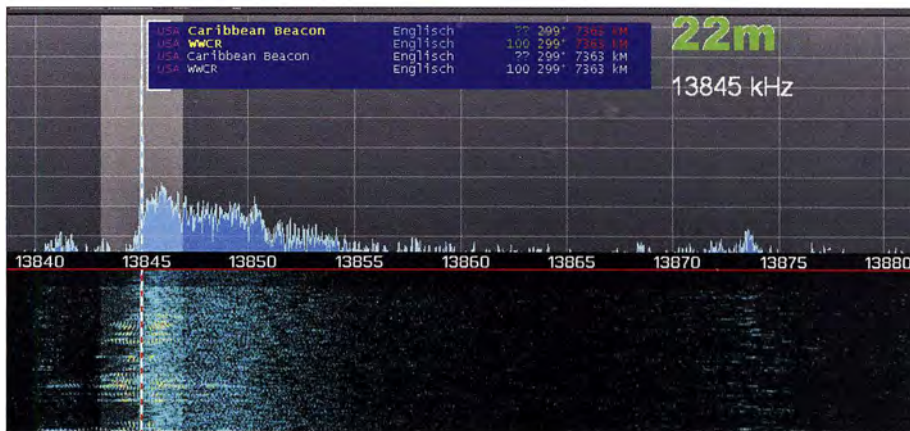 USA Caribbean Beacon Englisch ?? 299° 7363 kM
USA WWCR Englisch 100 299° 7363 kM
USA Caribbean Beacon Englisch ?? 299° 7363 kM
USA WWCR Englisch 100 299° 7363 kM
22m
13845 kHz
13840 13845 13850 13855 13860 13865 13870 13875 13880